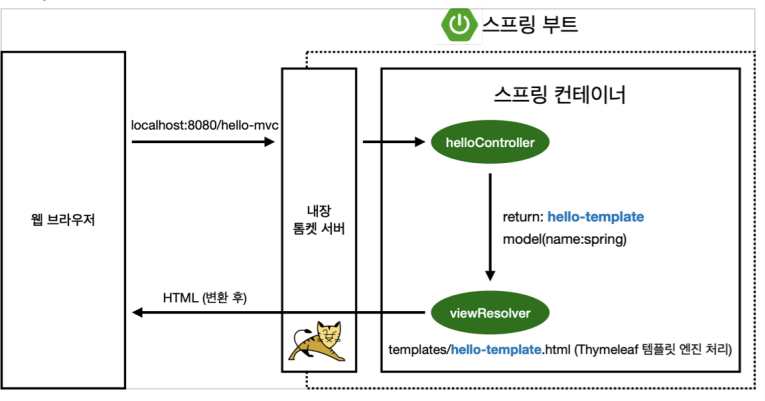 스프링 부트
스프링 컨테이너
localhost:8080/hello-mvc
helloController
웹 브라우저
내장
톰켓 서버
return: hello-template
model(name:spring)
HTML (변환 후)
viewResolver
templates/hello-template.html (Thymeleaf 템플릿 엔진 처리)